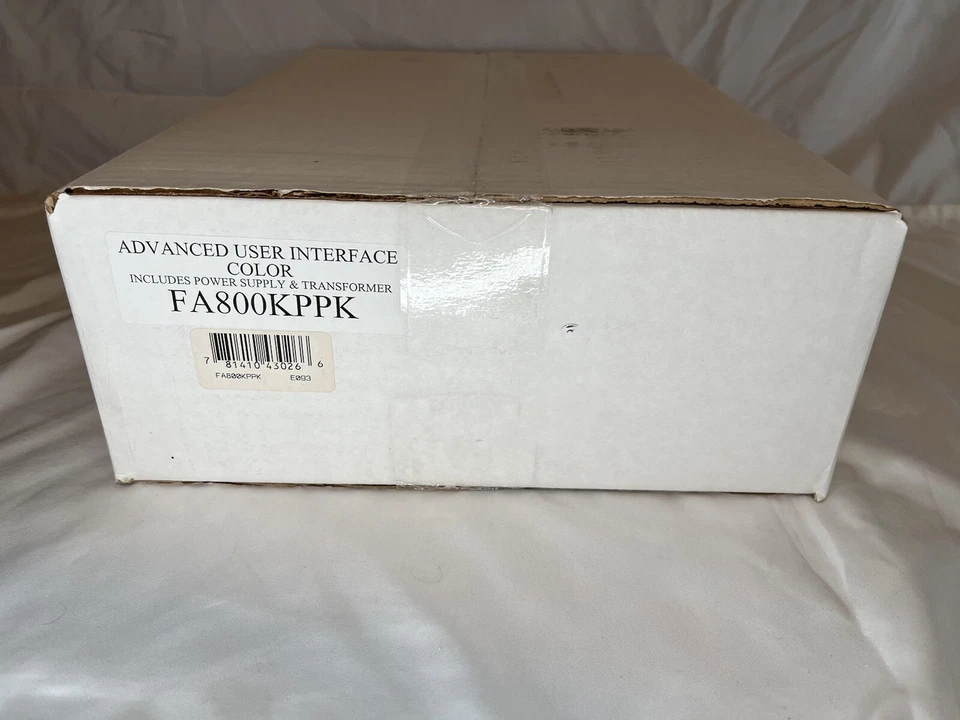 ADVANCED USER INTERFACE
COLOR
INCLUDES POWER SUPPLY & TRANSFORMER
FA800KPPK
7 81410 43026 6
FA800KPPK E093